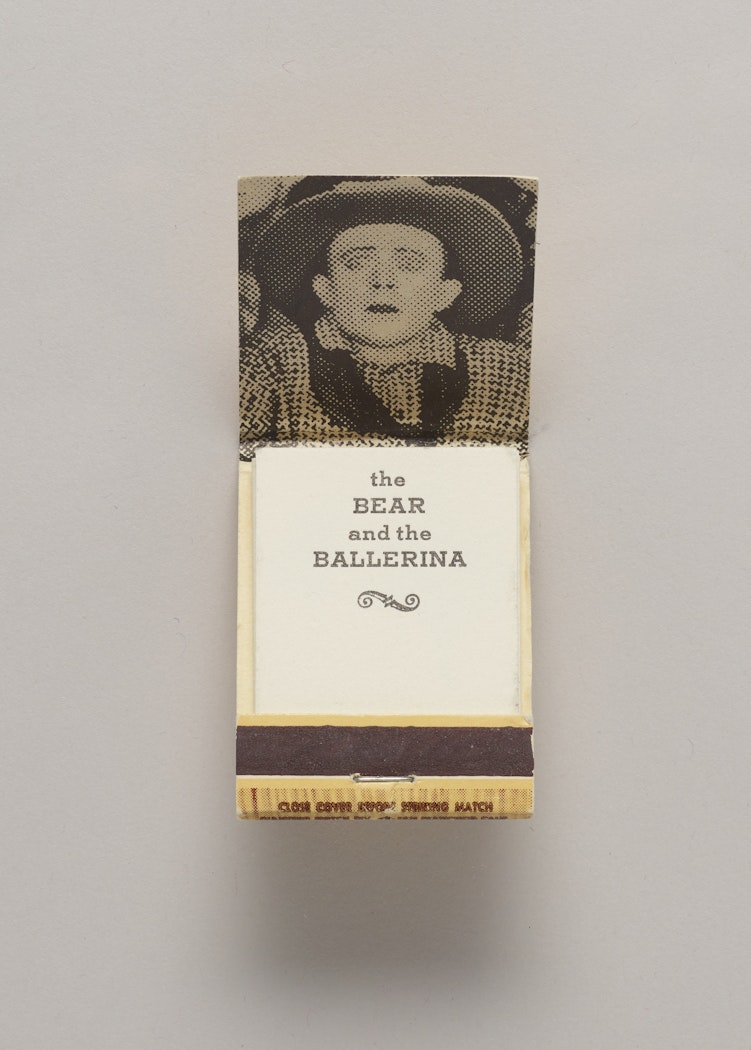 the
BEAR
and the
BALLERINA
CLOSE COVER BEFORE STRIKING MATCH